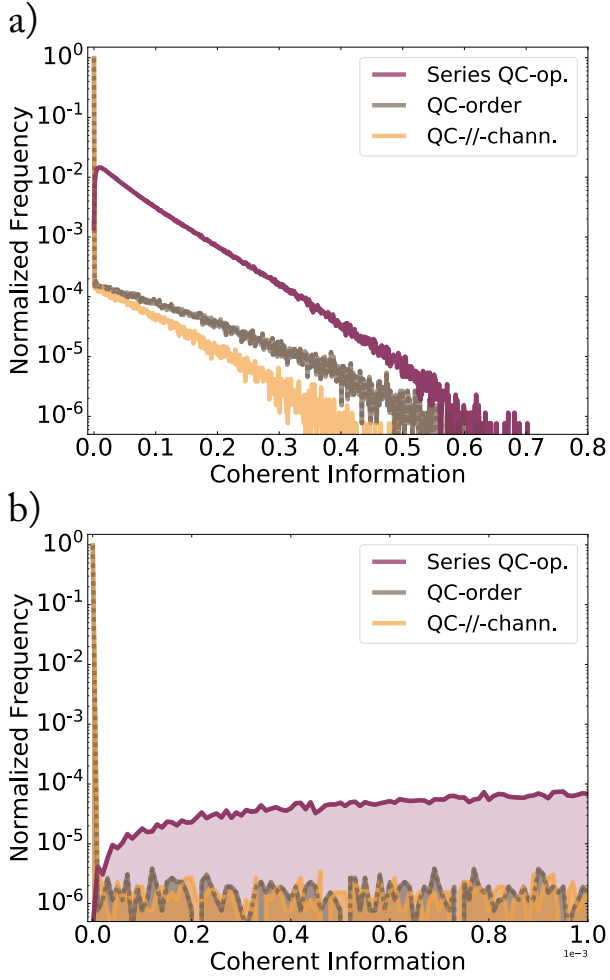 a)
10⁰
10⁻¹
10⁻²
10⁻³
10⁻⁴
10⁻⁵
10⁻⁶
Normalized Frequency
Series QC-op.
QC-order
QC-//-chann.
0.0 0.1 0.2 0.3 0.4 0.5 0.6 0.7 0.8
Coherent Information
b)
10⁰
10⁻¹
10⁻²
10⁻³
10⁻⁴
10⁻⁵
10⁻⁶
Normalized Frequency
Series QC-op.
QC-order
QC-//-chann.
0.0 0.2 0.4 0.6 0.8 1.0
Coherent Information
1e−3